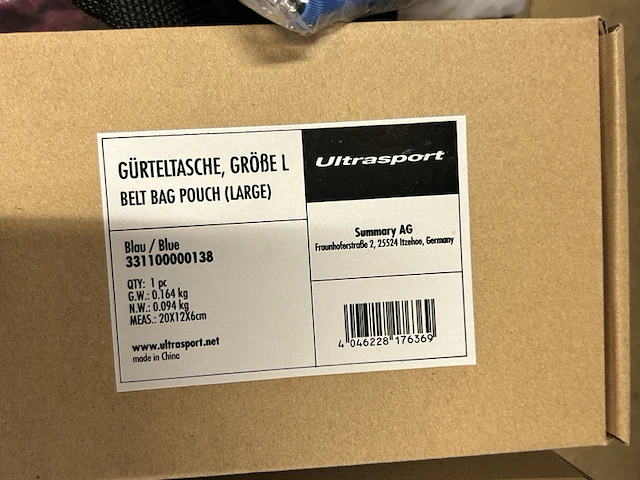 GÜRTELTASCHE, GRÖßE L
BELT BAG POUCH (LARGE)
Ultrasport
Blau / Blue
331100000138
QTY: 1 pc
G.W.: 0.164 kg
N.W.: 0.094 kg
MEAS.: 20X12X6cm
www.ultrasport.net
made in China
Summary AG
Fraunhoferstraße 2, 25524 Itzehoe, Germany
4 046228 176369